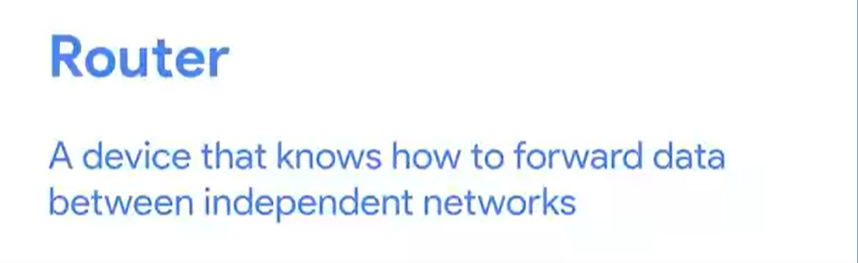 Router
A device that knows how to forward data
between independent networks